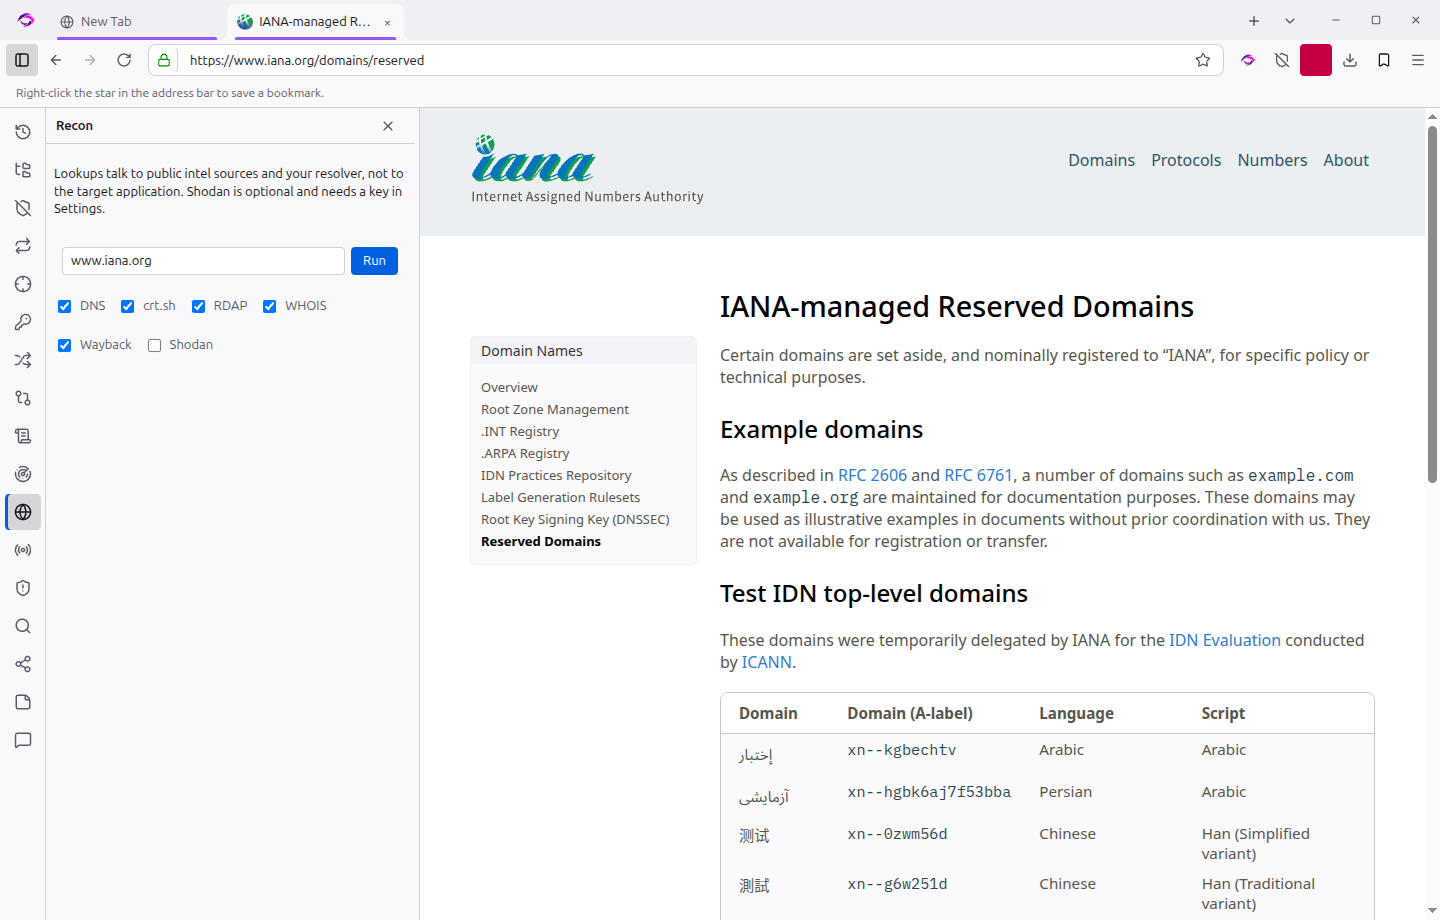 New Tab
IANA-managed R...
https://www.iana.org/domains/reserved
Right-click the star in the address bar to save a bookmark.
Recon
Lookups talk to public intel sources and your resolver, not to
the target application. Shodan is optional and needs a key in
Settings.
www.iana.org
Run
DNS
crt.sh
RDAP
WHOIS
Wayback
Shodan
iana
Internet Assigned Numbers Authority
Domains
Protocols
Numbers
About
Domain Names
Overview
Root Zone Management
.INT Registry
.ARPA Registry
IDN Practices Repository
Label Generation Rulesets
Root Key Signing Key (DNSSEC)
Reserved Domains
IANA-managed Reserved Domains
Certain domains are set aside, and nominally registered to “IANA”, for specific policy or
technical purposes.
Example domains
As described in RFC 2606 and RFC 6761, a number of domains such as example.com
and example.org are maintained for documentation purposes. These domains may
be used as illustrative examples in documents without prior coordination with us. They
are not available for registration or transfer.
Test IDN top-level domains
These domains were temporarily delegated by IANA for the IDN Evaluation conducted
by ICANN.
Domain Domain (A-label) Language Script
إختبار xn--kgbechtv Arabic Arabic
آزمایشی xn--hgbk6aj7f53bba Persian Arabic
测试 xn--0zwm56d Chinese Han (Simplified
variant)
測試 xn--g6w251d Chinese Han (Traditional
variant)